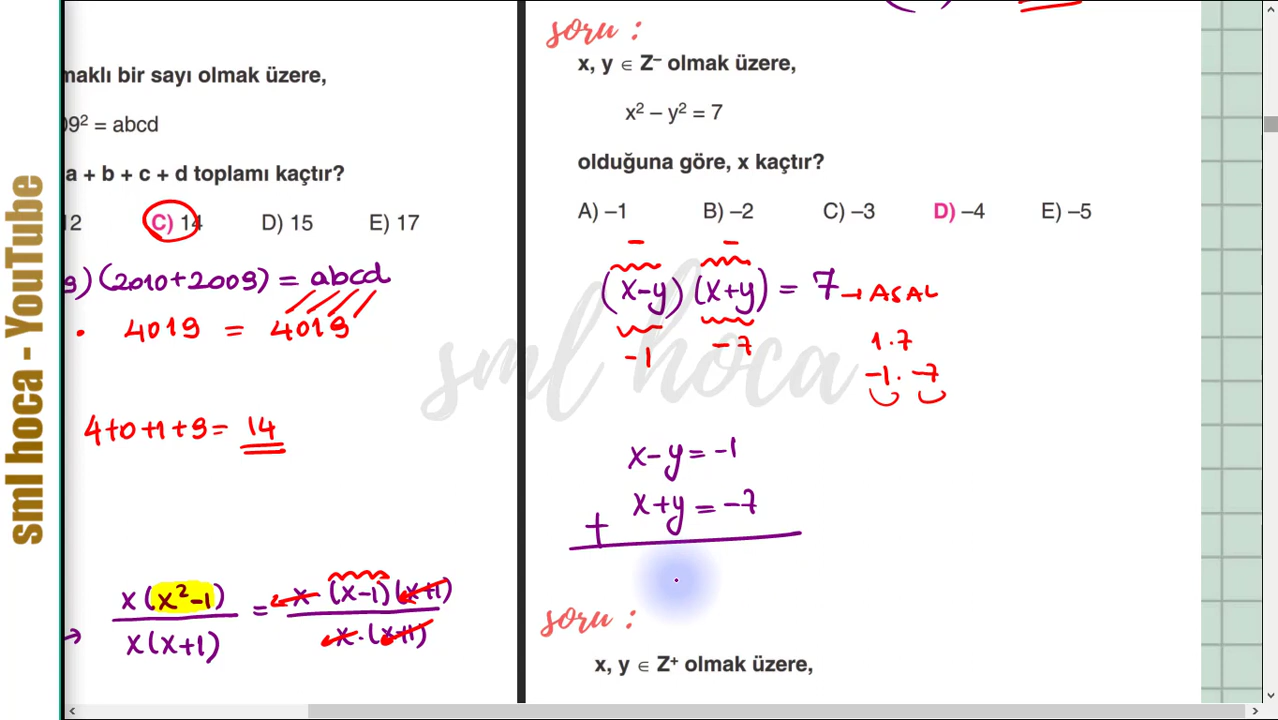 sml hoca - YouTube
maklı bir sayı olmak üzere,
09² = abcd
a + b + c + d toplamı kaçtır?
12 C) 14 D) 15 E) 17
9) (2010+2009) = abcd
. 4019 = 4019
4+0+1+9= 14
x(x²-1) = x (x-1)(x+1)
x(x+1) x.(x+1)
soru :
x, y ∈ Z⁻ olmak üzere,
x² – y² = 7
olduğuna göre, x kaçtır?
A) –1 B) –2 C) –3 D) –4 E) –5
- -
(x-y)(x+y) = 7 → ASAL
-1 -7
1.7
-1. -7
sml hoca
x-y= -1
+ x+y = -7
soru :
x, y ∈ Z⁺ olmak üzere,